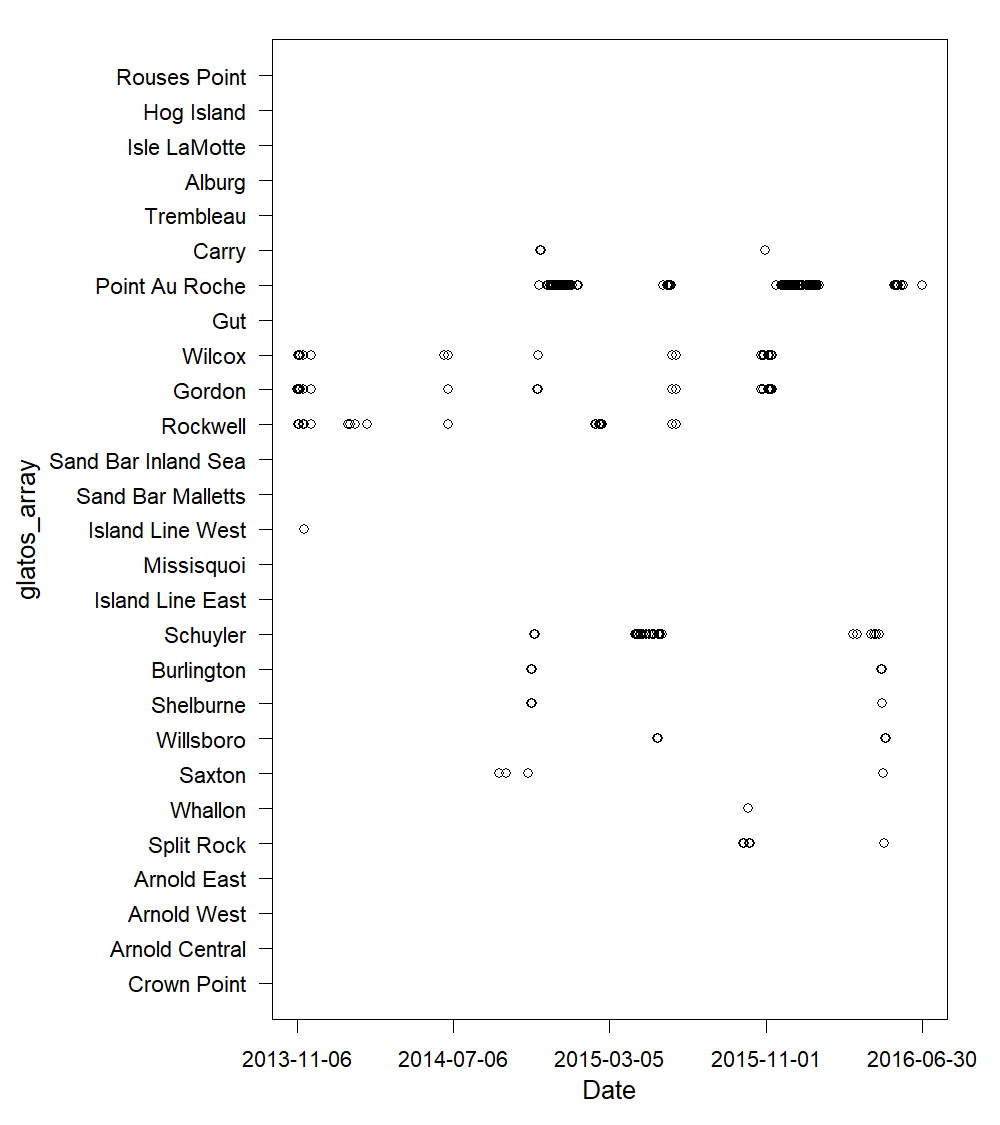 Rouses Point
Hog Island
Isle LaMotte
Alburg
Trembleau
Carry
Point Au Roche
Gut
Wilcox
Gordon
Rockwell
Sand Bar Inland Sea
Sand Bar Malletts
Island Line West
Missisquoi
Island Line East
Schuyler
Burlington
Shelburne
Willsboro
Saxton
Whallon
Split Rock
Arnold East
Arnold West
Arnold Central
Crown Point
glatos_array
2013-11-06 2014-07-06 2015-03-05 2015-11-01 2016-06-30
Date